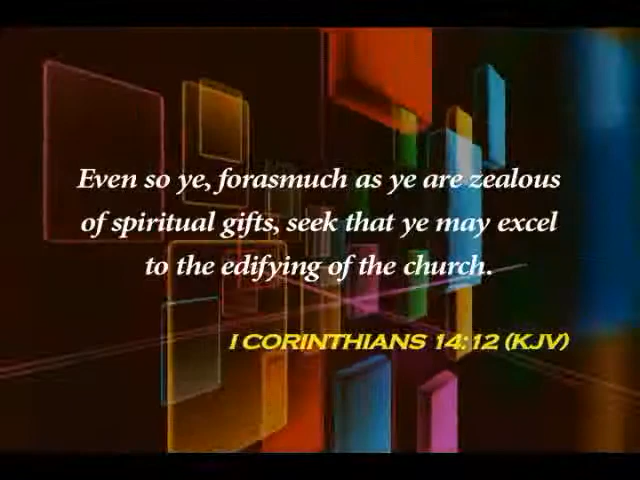 Even so ye, forasmuch as ye are zealous
of spiritual gifts, seek that ye may excel
to the edifying of the church.
I CORINTHIANS 14:12 (KJV)